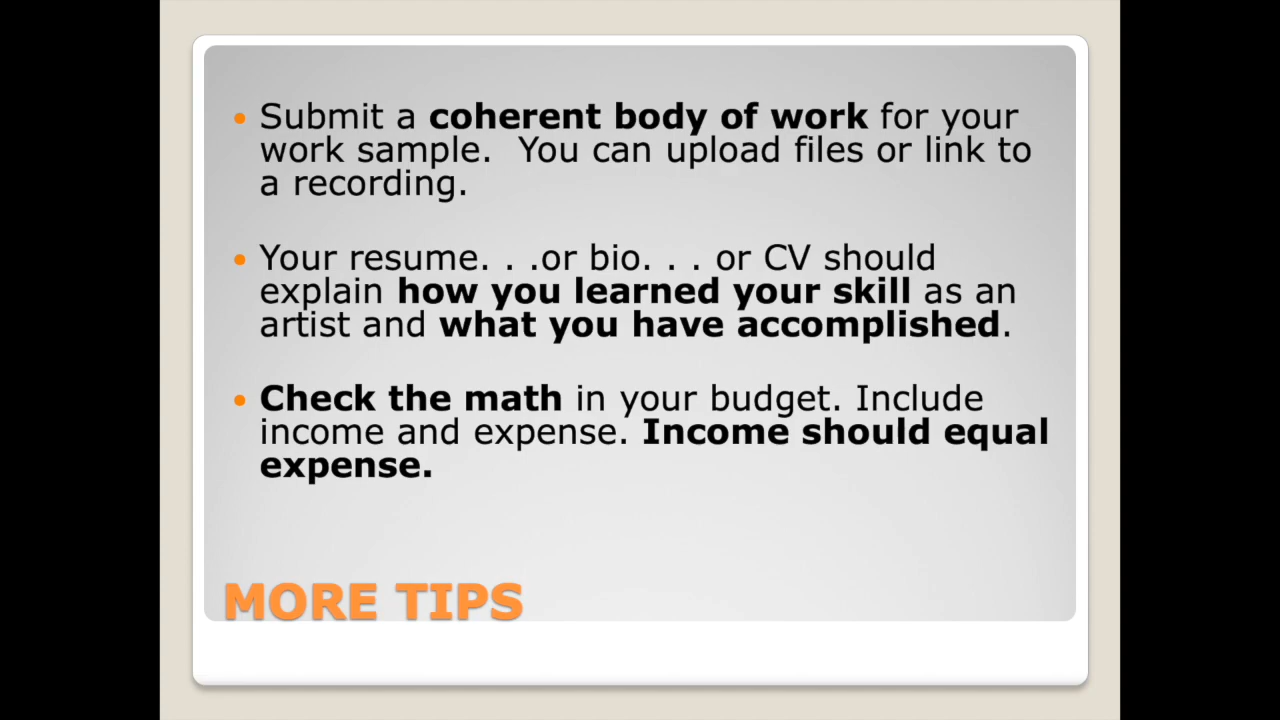 Submit a coherent body of work for your
work sample.  You can upload files or link to
a recording.
Your resume. . .or bio. . . or CV should
explain how you learned your skill as an
artist and what you have accomplished.
Check the math in your budget. Include
income and expense. Income should equal
expense.
MORE TIPS